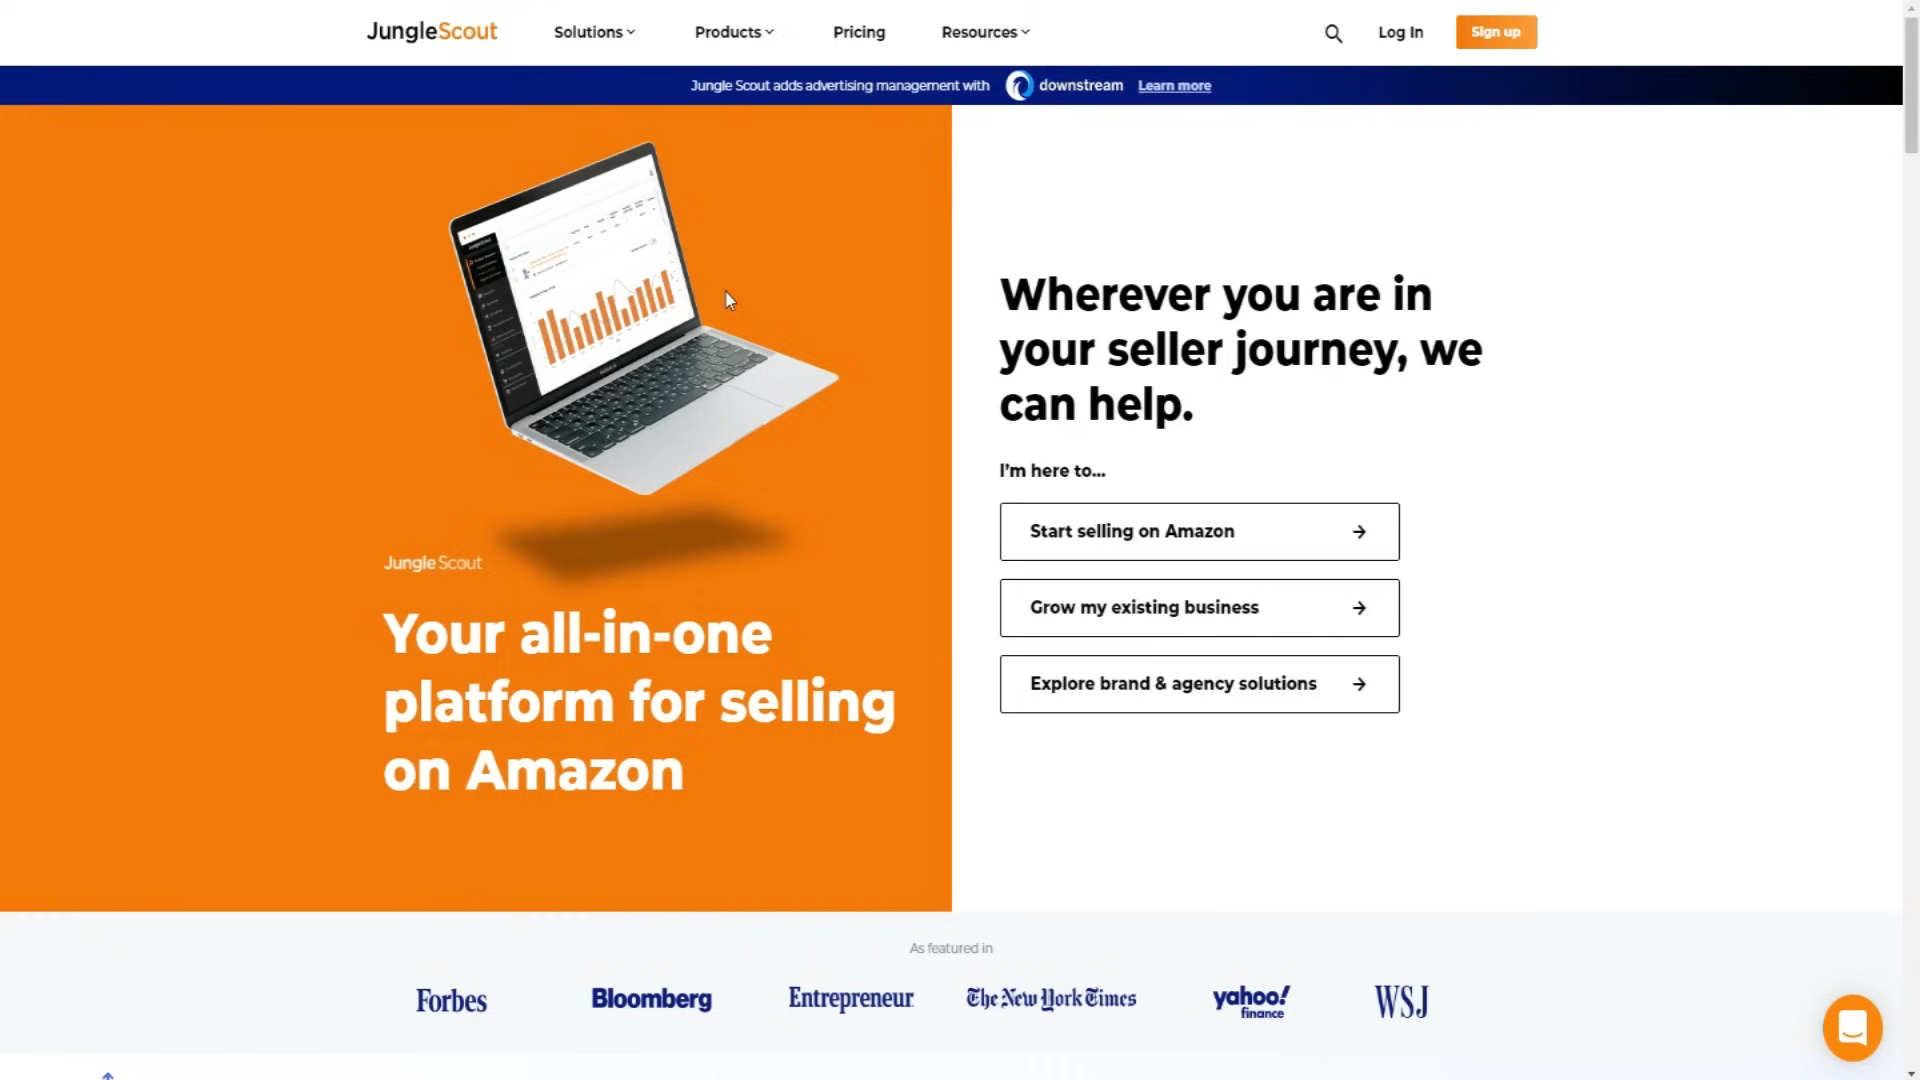 JungleScout
Solutions
Products
Pricing
Resources
Log In
Sign up
Jungle Scout adds advertising management with downstream Learn more
Wherever you are in
your seller journey, we
can help.
I'm here to...
Start selling on Amazon
Grow my existing business
Explore brand & agency solutions
Jungle Scout
Your all-in-one
platform for selling
on Amazon
As featured in
Forbes
Bloomberg
Entrepreneur
The New York Times
yahoo!
finance
WSJ